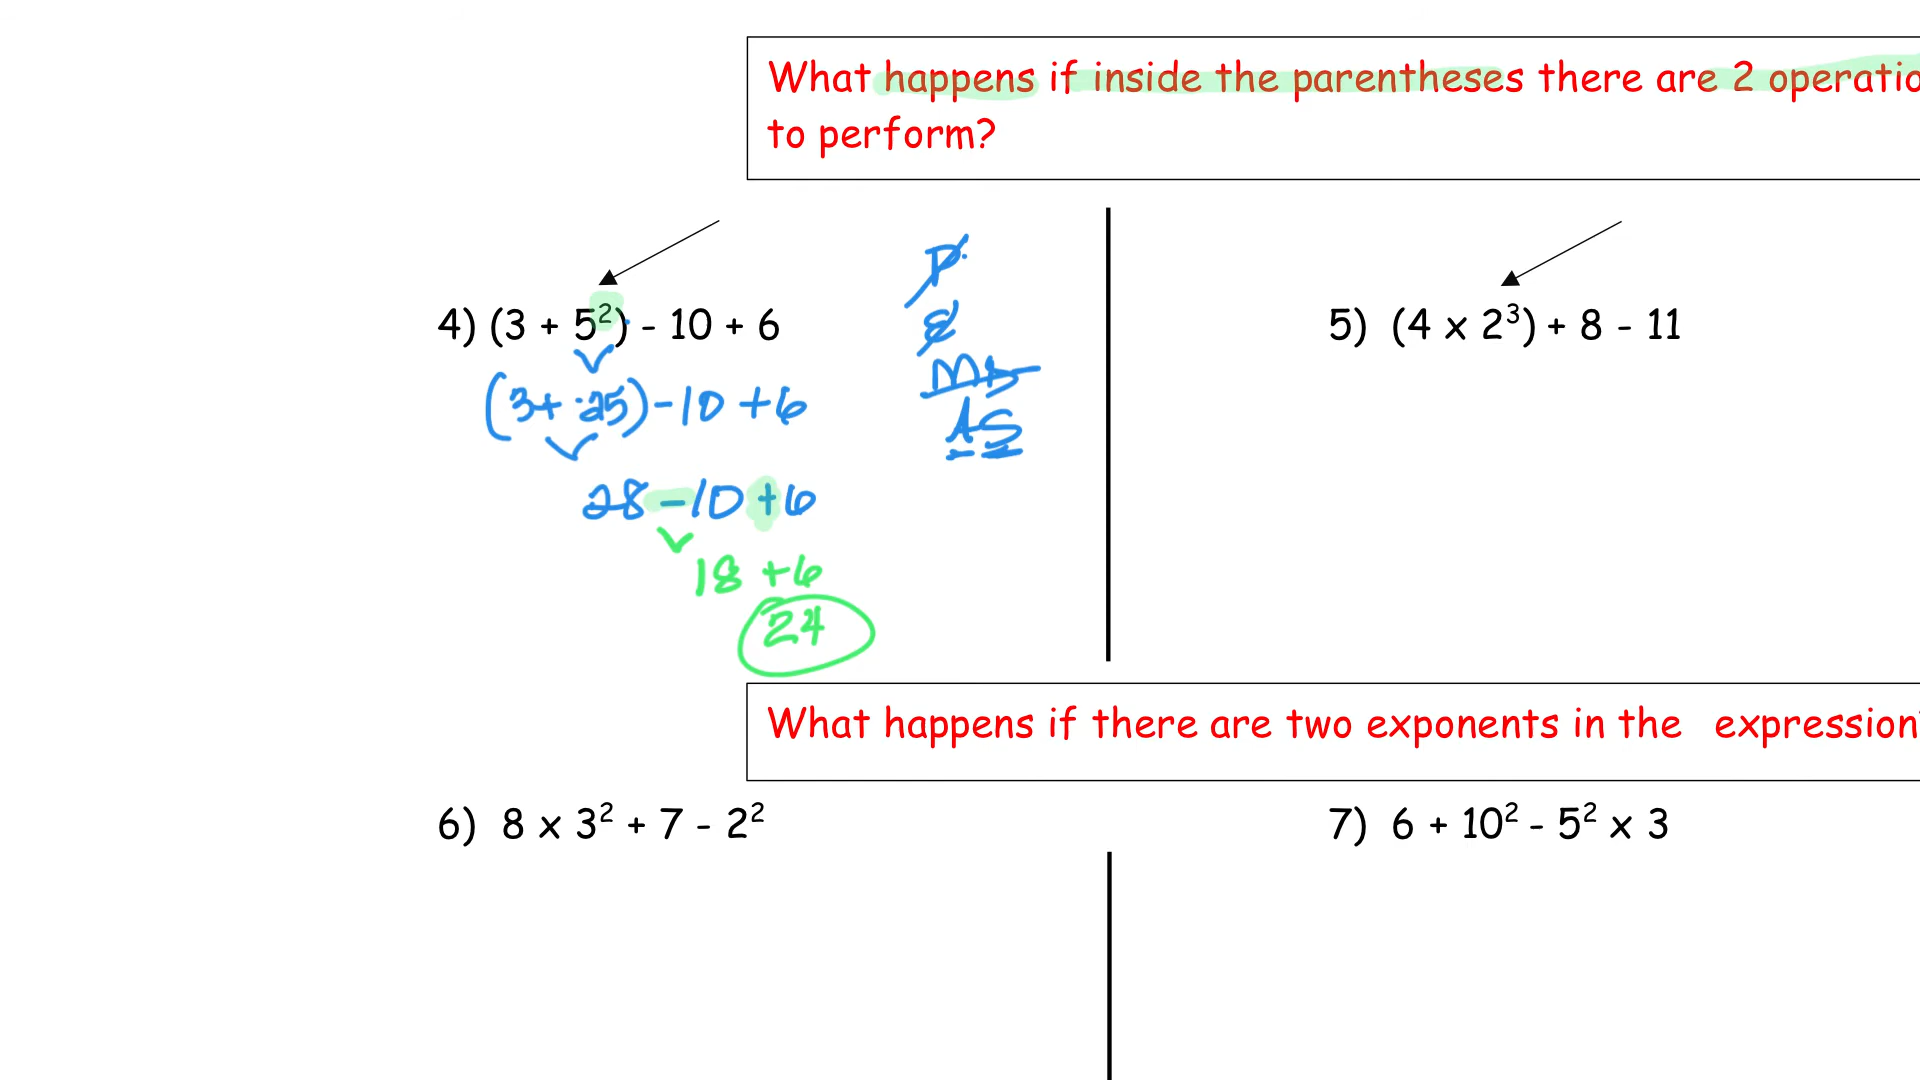 What happens if inside the parentheses there are 2 operatio
to perform?
4) (3 + 5²) - 10 + 6
(3 + 25) - 10 + 6
28 - 10 + 6
18 + 6
24
P
E
MD
AS
5) (4 x 2³) + 8 - 11
What happens if there are two exponents in the expression
6) 8 x 3² + 7 - 2²
7) 6 + 10² - 5² x 3